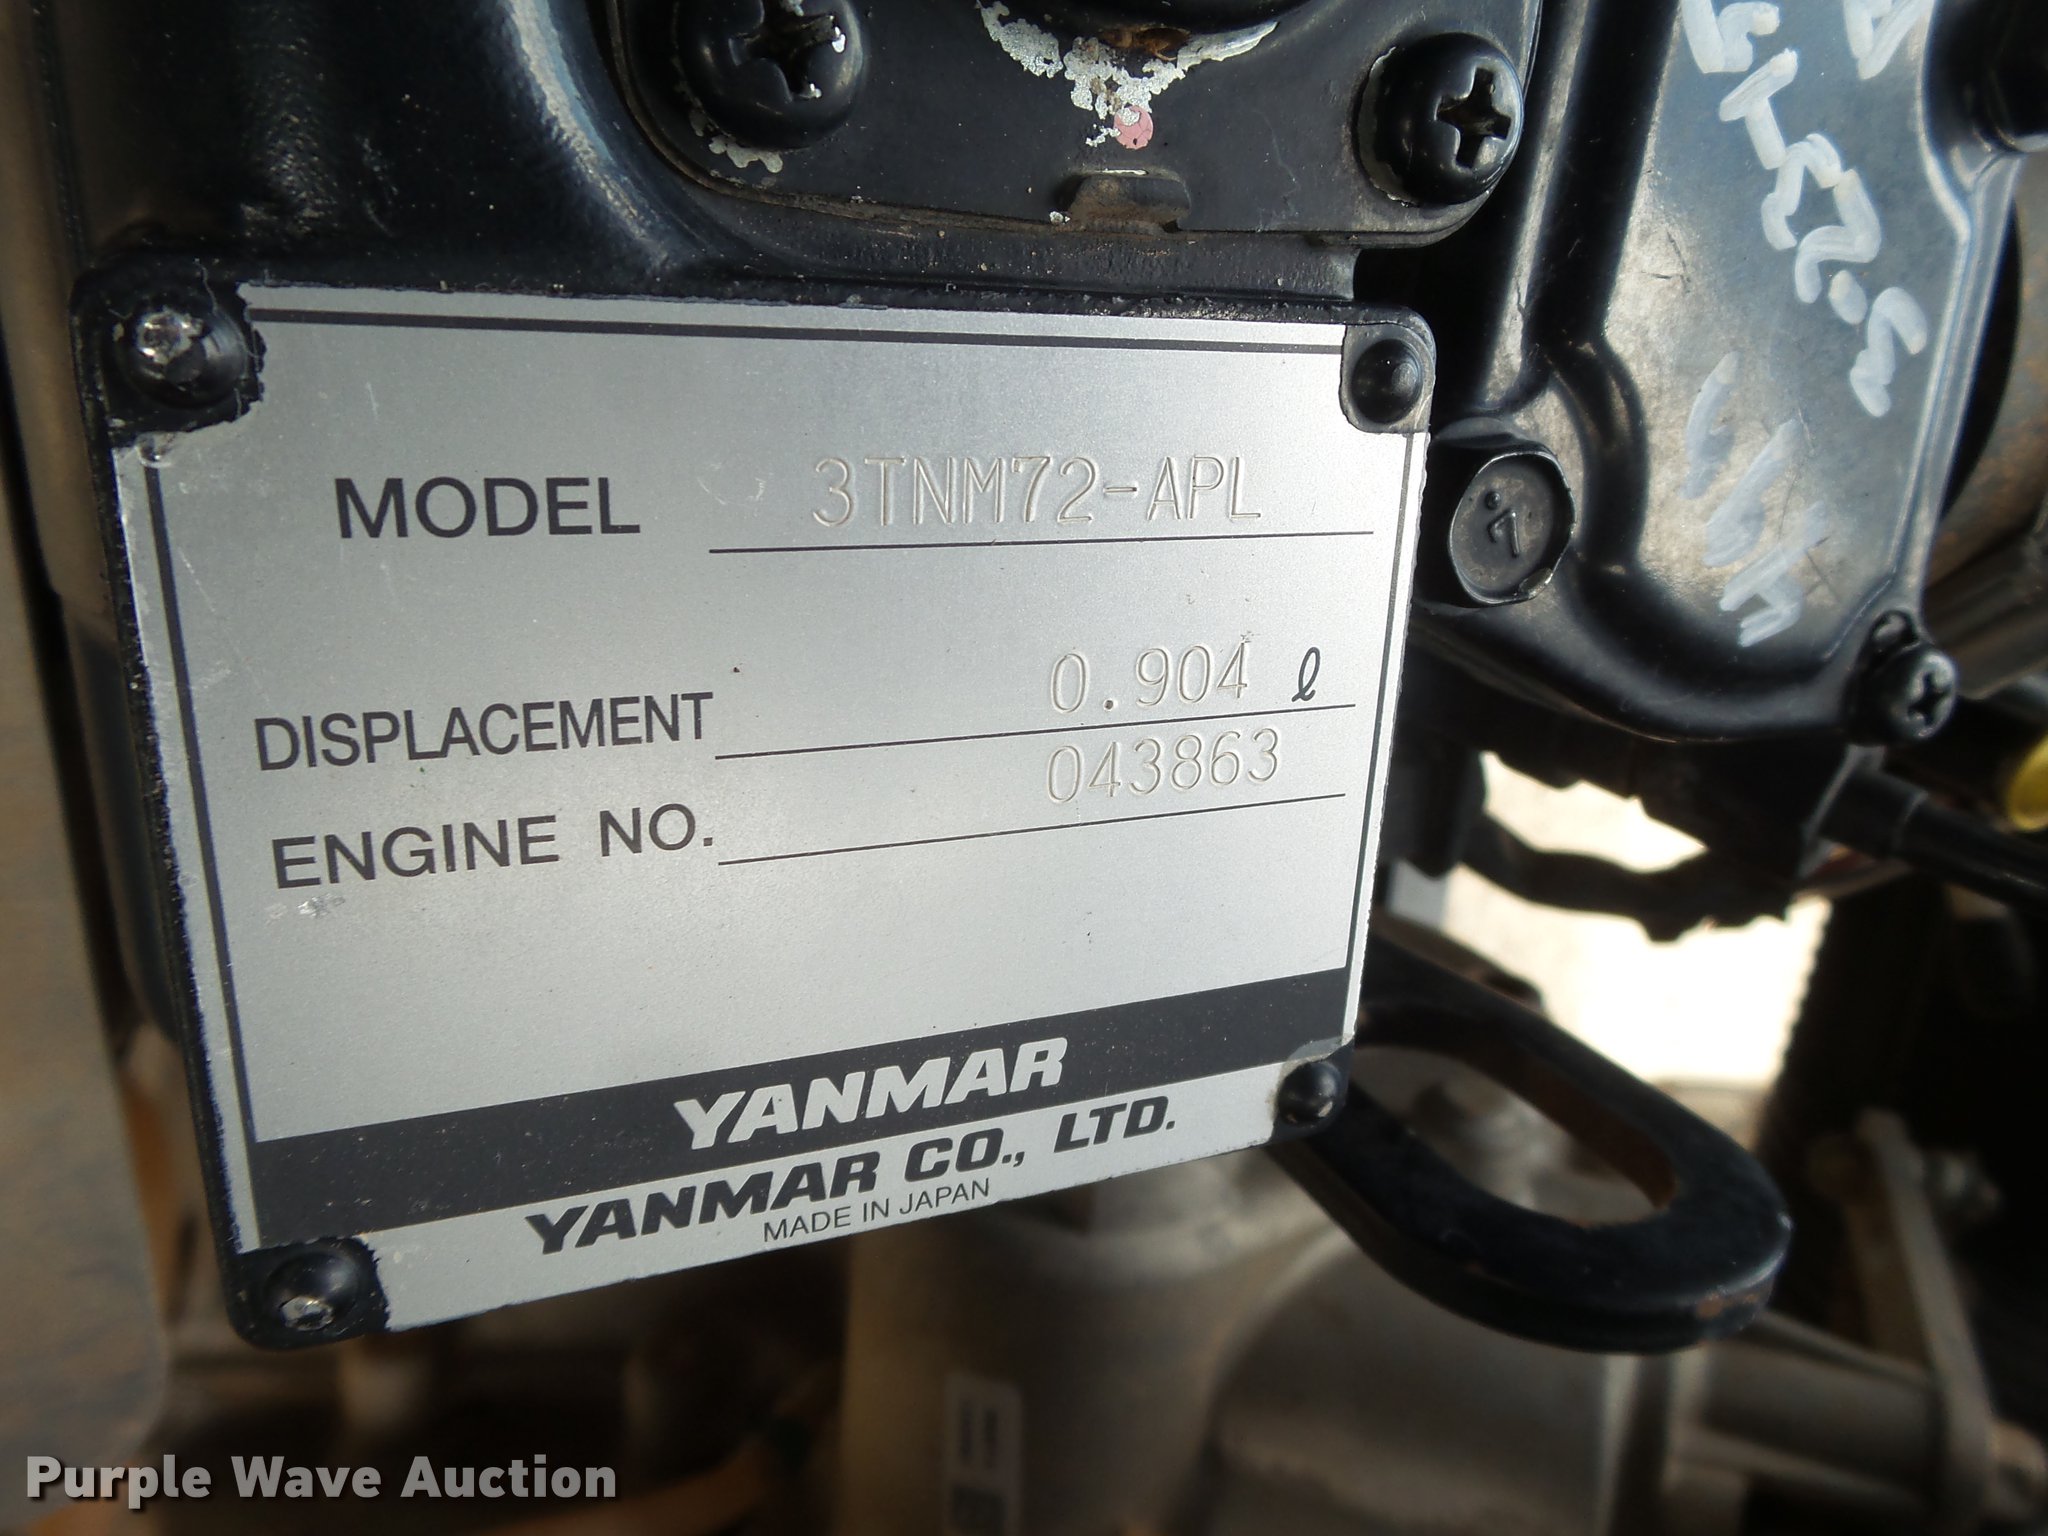 MODEL 3TNM72-APL
DISPLACEMENT 0.904 ℓ
ENGINE NO. 043863
YANMAR
YANMAR CO., LTD.
MADE IN JAPAN
Purple Wave Auction